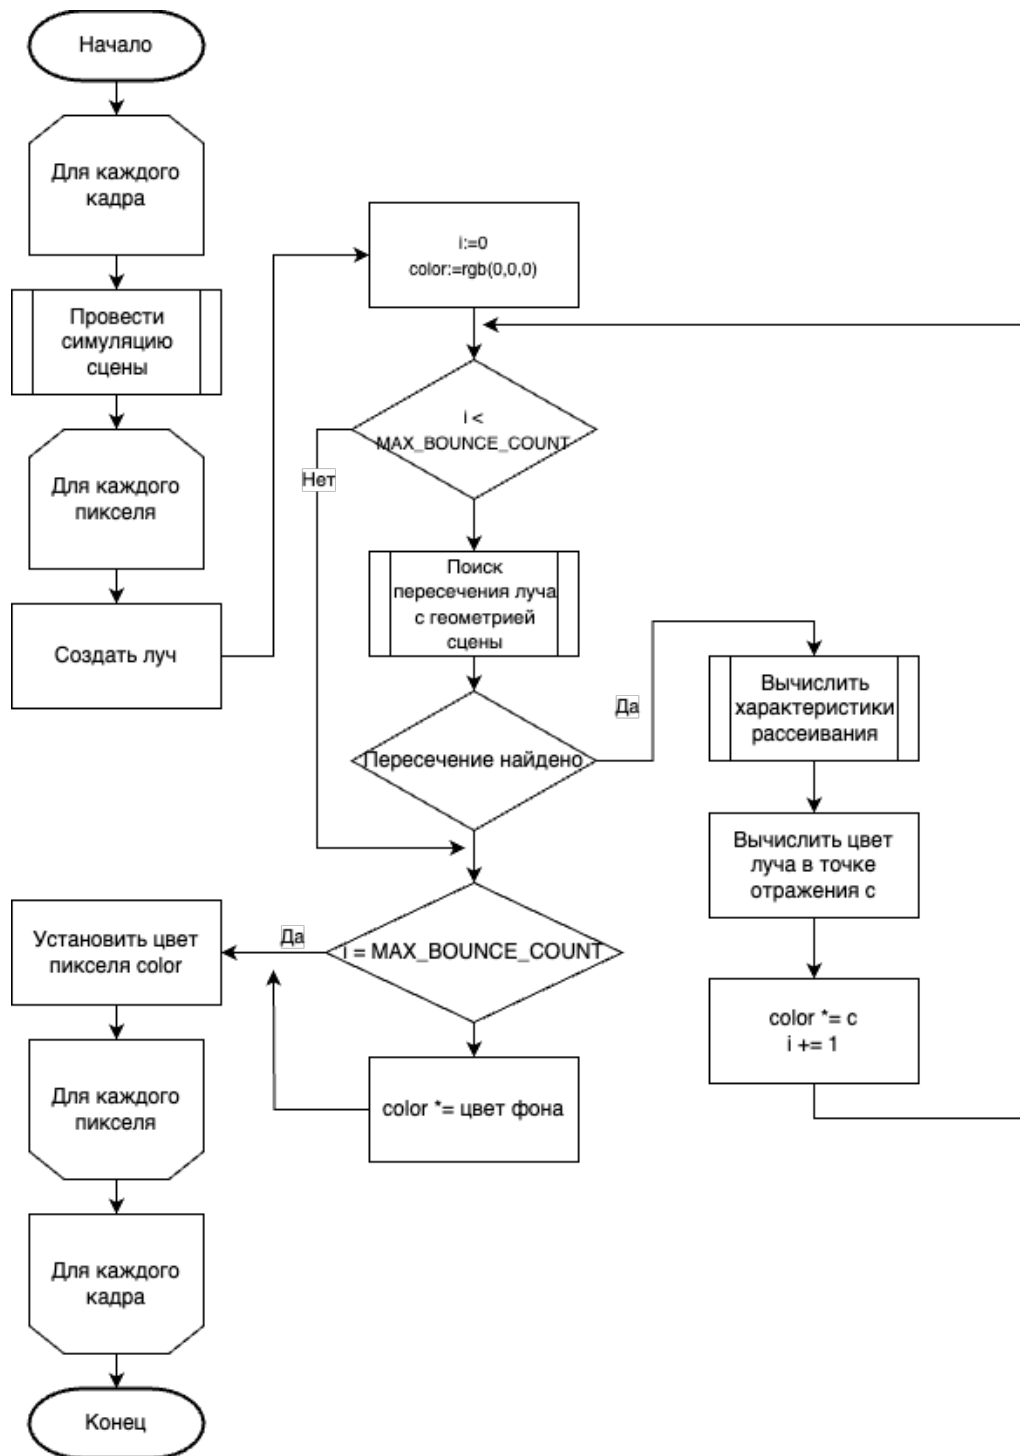 Начало
Для каждого
кадра
Провести
симуляцию
сцены
Для каждого
пикселя
Создать луч
i:=0
color:=rgb(0,0,0)
i <
MAX_BOUNCE_COUNT
Нет
Поиск
пересечения луча
с геометрией
сцены
Пересечение найдено
Да
Вычислить
характеристики
рассеивания
Вычислить цвет
луча в точке
отражения c
color *= c
i += 1
i = MAX_BOUNCE_COUNT
Да
color *= цвет фона
Установить цвет
пикселя color
Для каждого
пикселя
Для каждого
кадра
Конец